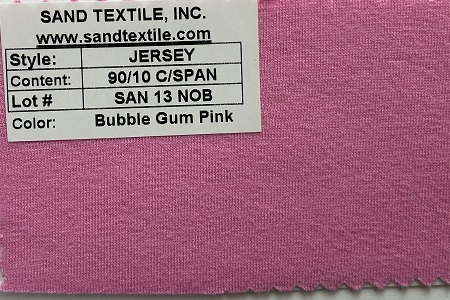 SAND TEXTILE, INC.
www.sandtextile.com
Style: JERSEY
Content: 90/10 C/SPAN
Lot # SAN 13 NOB
Color: Bubble Gum Pink